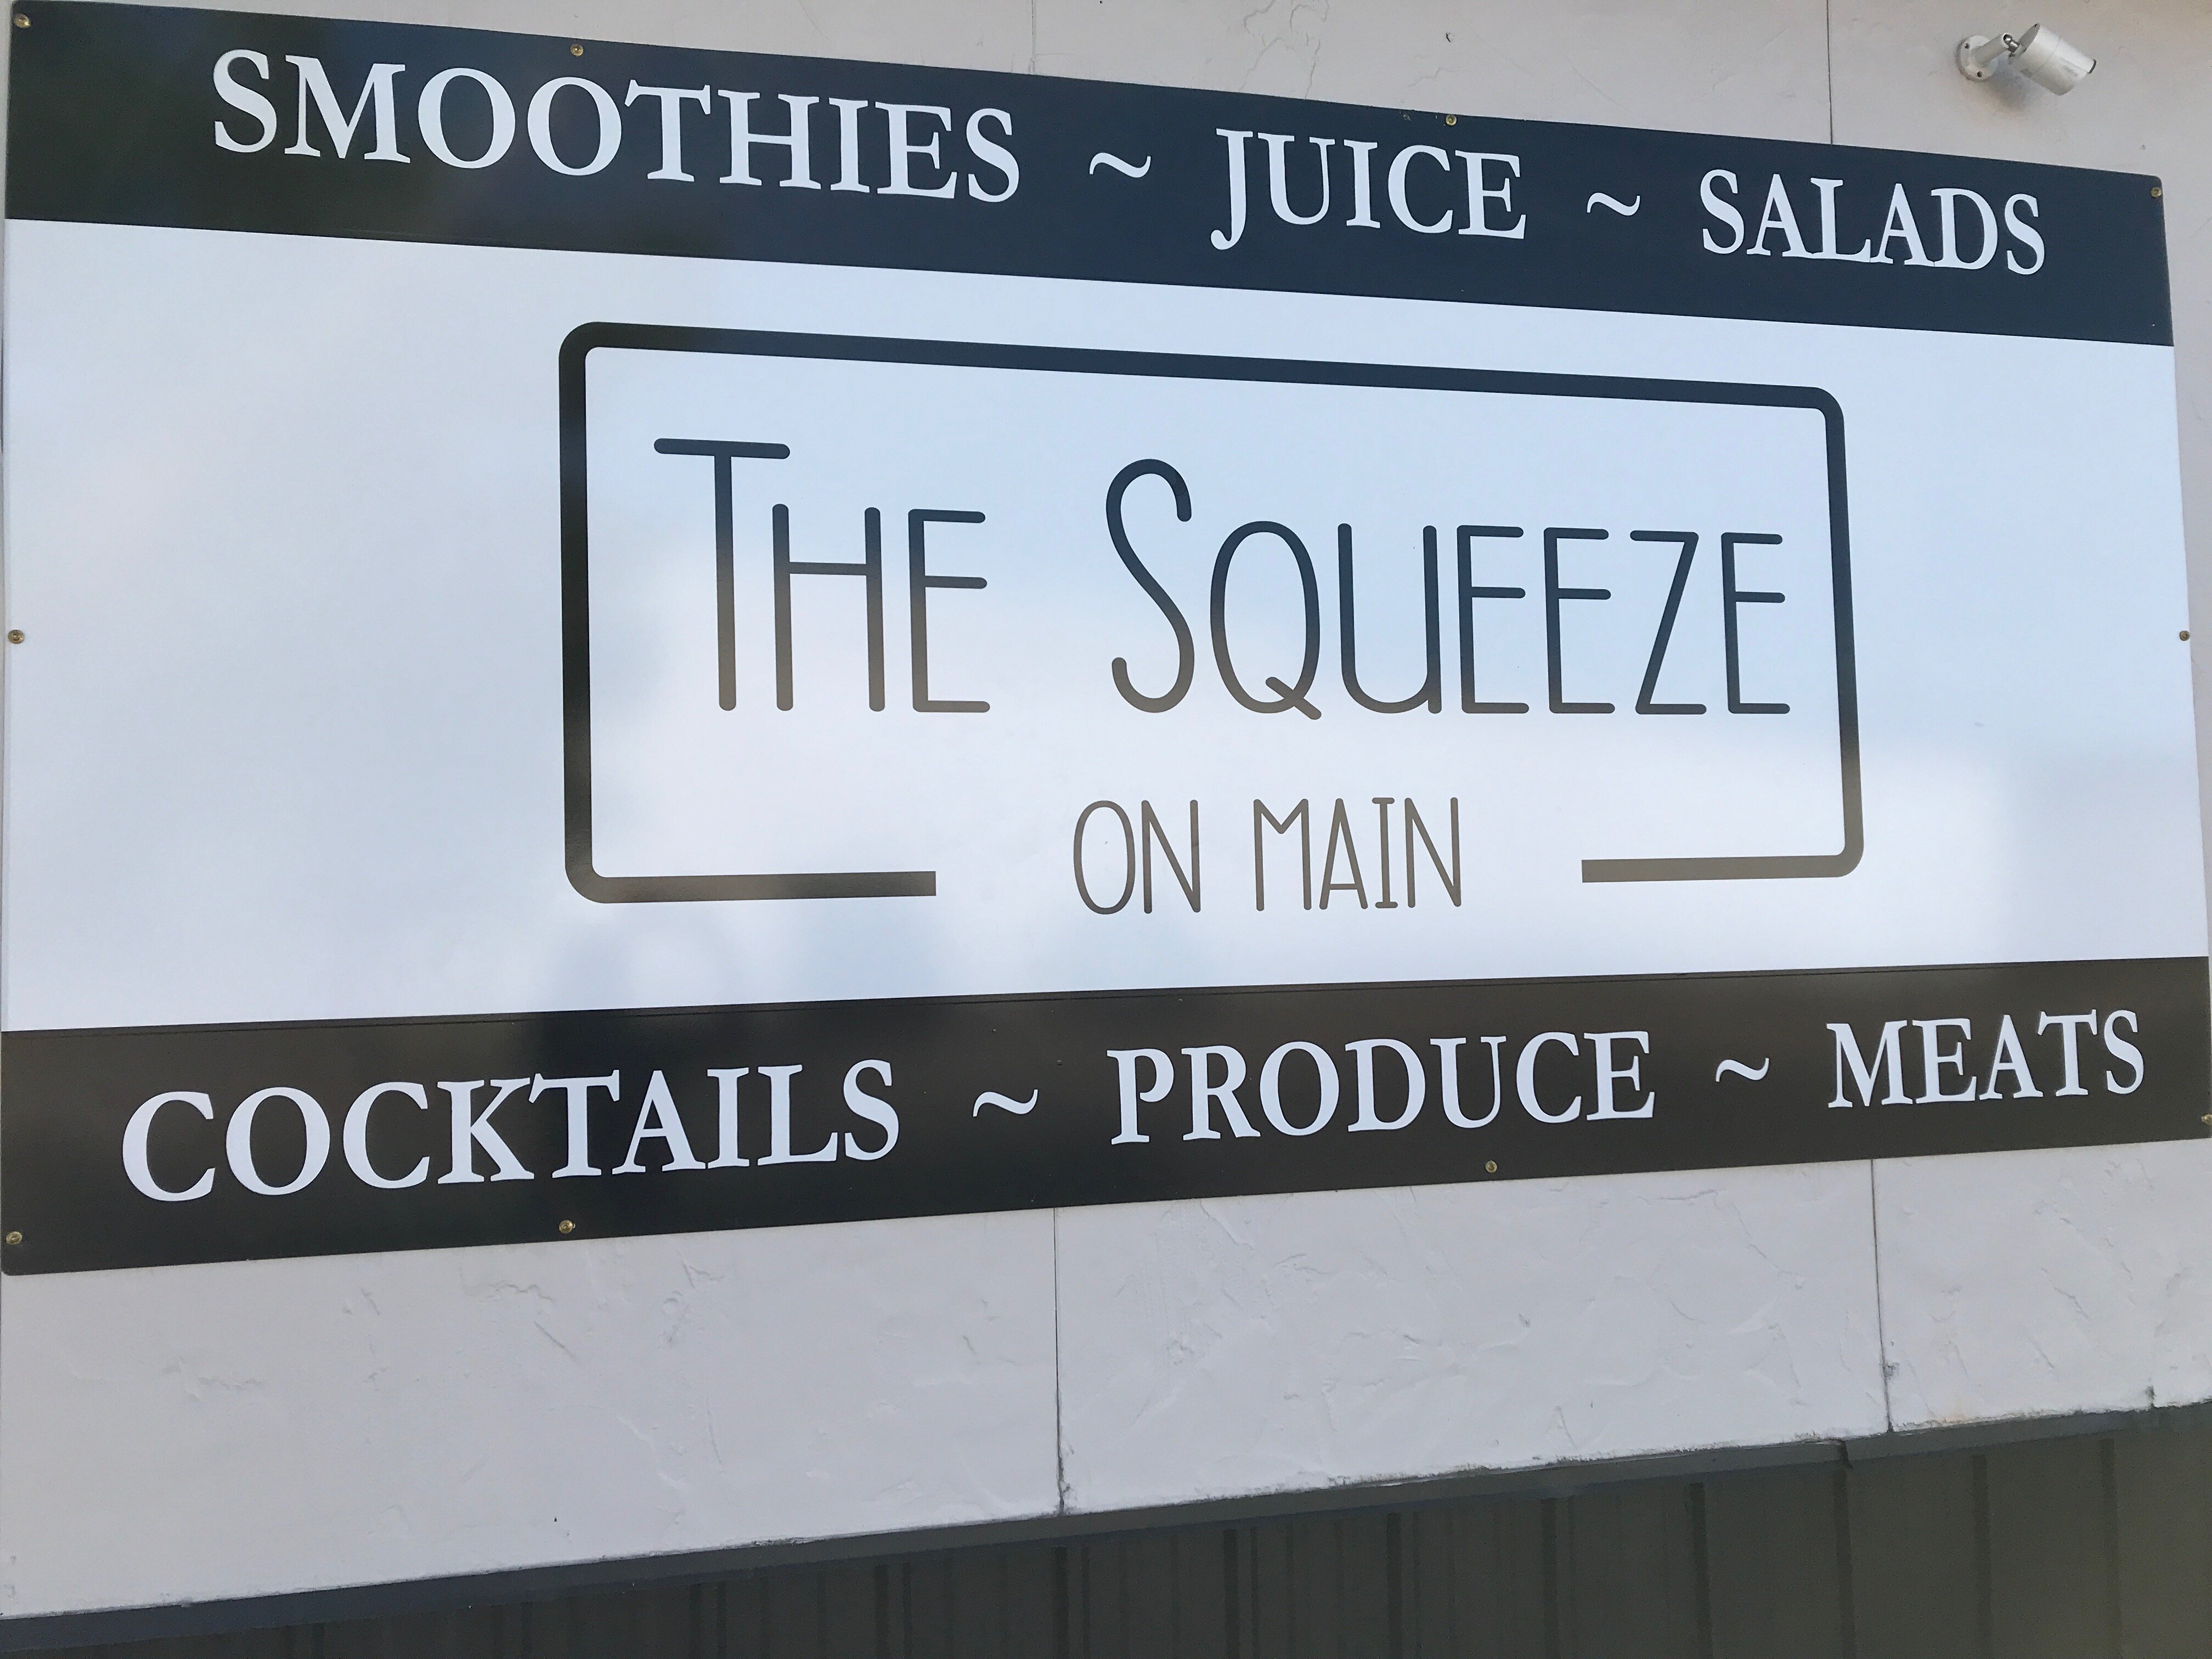 SMOOTHIES ~ JUICE ~ SALADS
THE SQUEEZE
ON MAIN
COCKTAILS ~ PRODUCE ~ MEATS